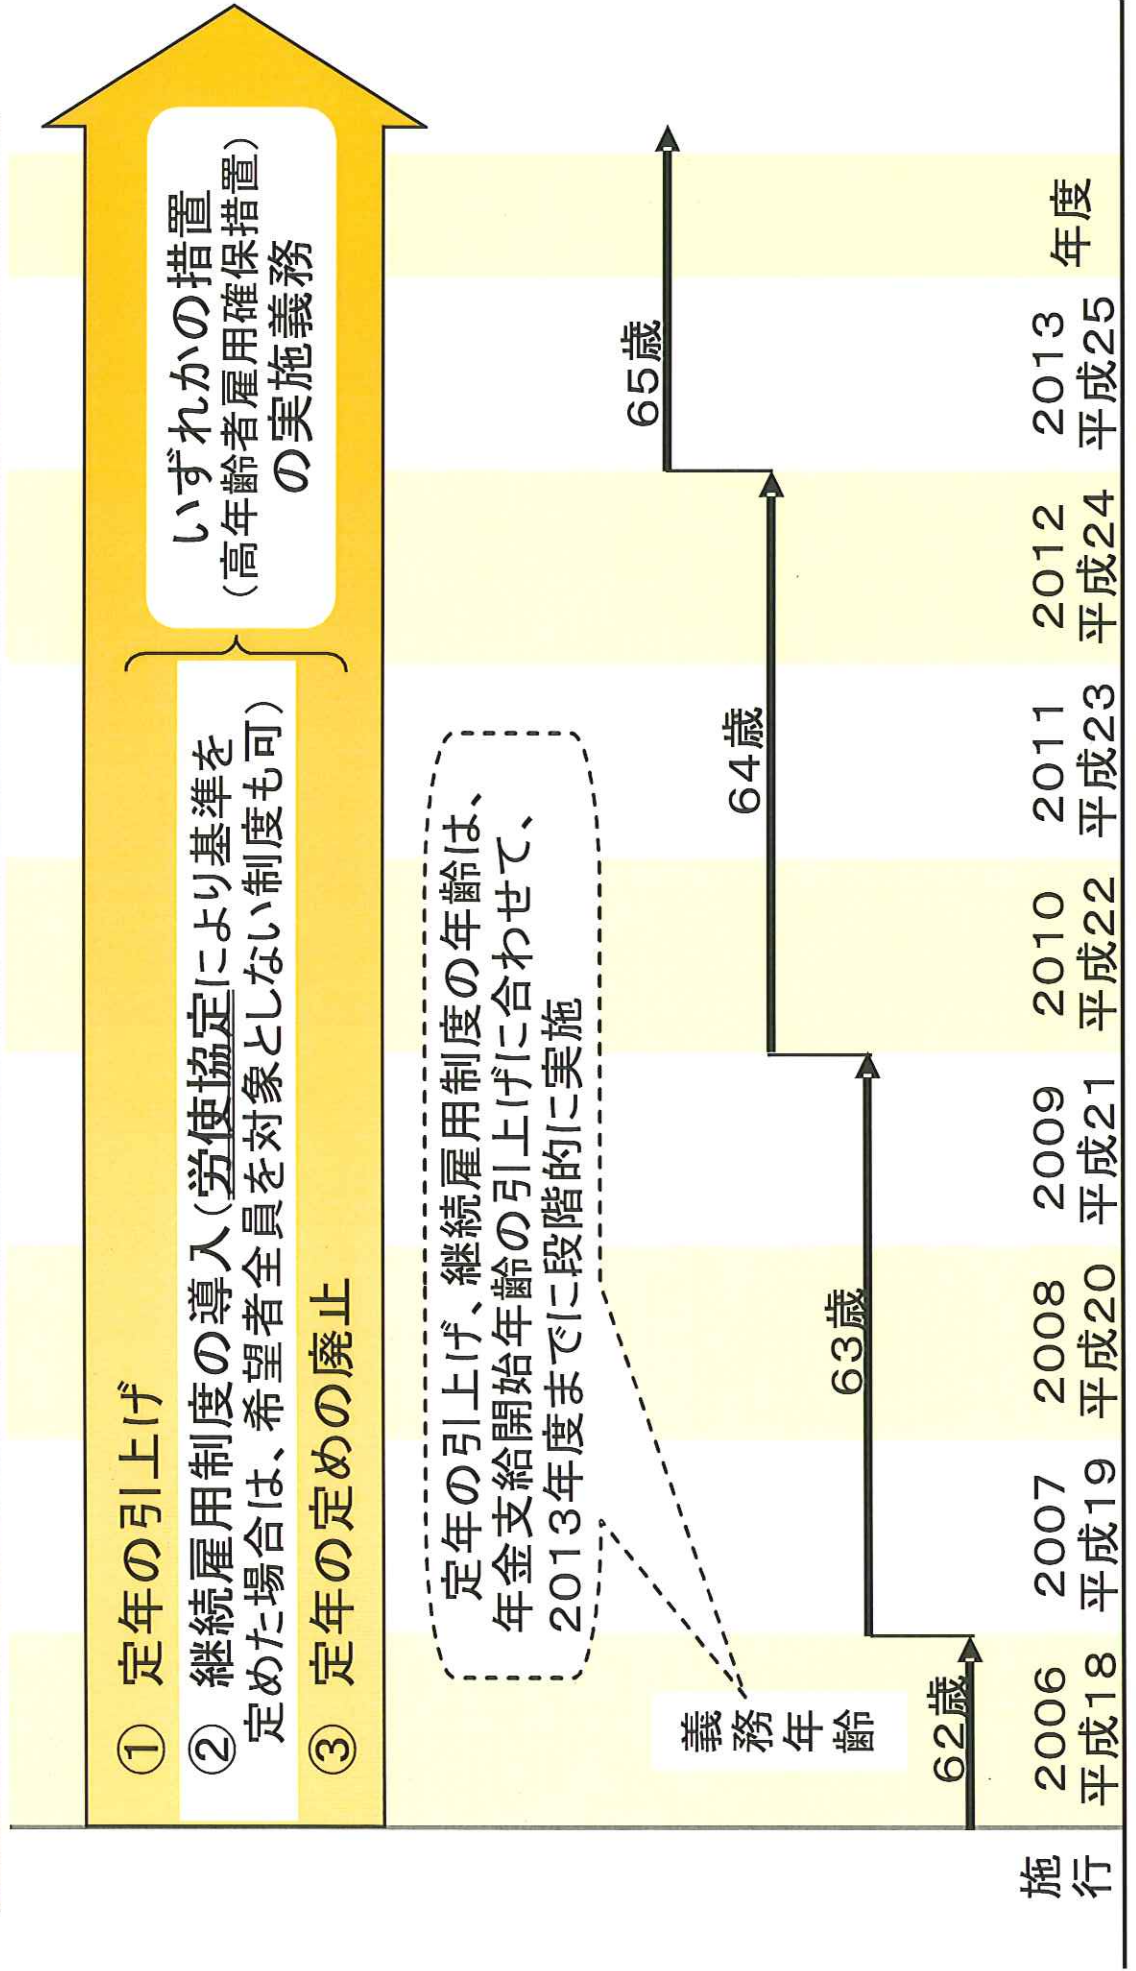 ① 定年の引上げ
② 継続雇用制度の導入(労使協定により基準を
定めた場合は、希望者全員を対象としない制度も可)
③ 定年の定めの廃止
いずれかの措置
(高年齢者雇用確保措置)
の実施義務
定年の引上げ、継続雇用制度の年齢は、
年金支給開始年齢の引上げに合わせて、
2013年度までに段階的に実施
義務年齢
62歳
63歳
64歳
65歳
施行
2006 2007 2008 2009 2010 2011 2012 2013 年度
平成18 平成19 平成20 平成21 平成22 平成23 平成24 平成25